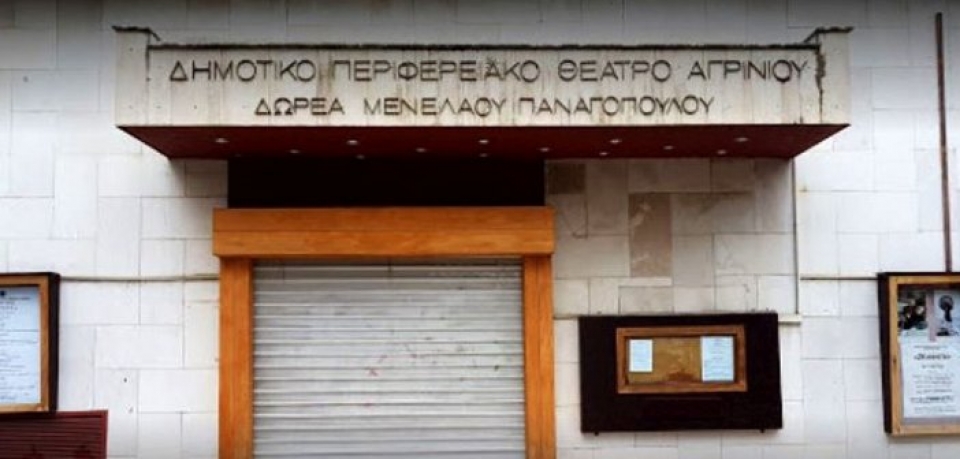 ΔΗΜΟΤΙΚΟ ΠΕΡΙΦΕΡΕΙΑΚΟ ΘΕΑΤΡΟ ΑΓΡΙΝΙΟΥ
ΔΩΡΕΑ ΜΕΝΕΛΑΟΥ ΠΑΝΑΓΟΠΟΥΛΟΥ